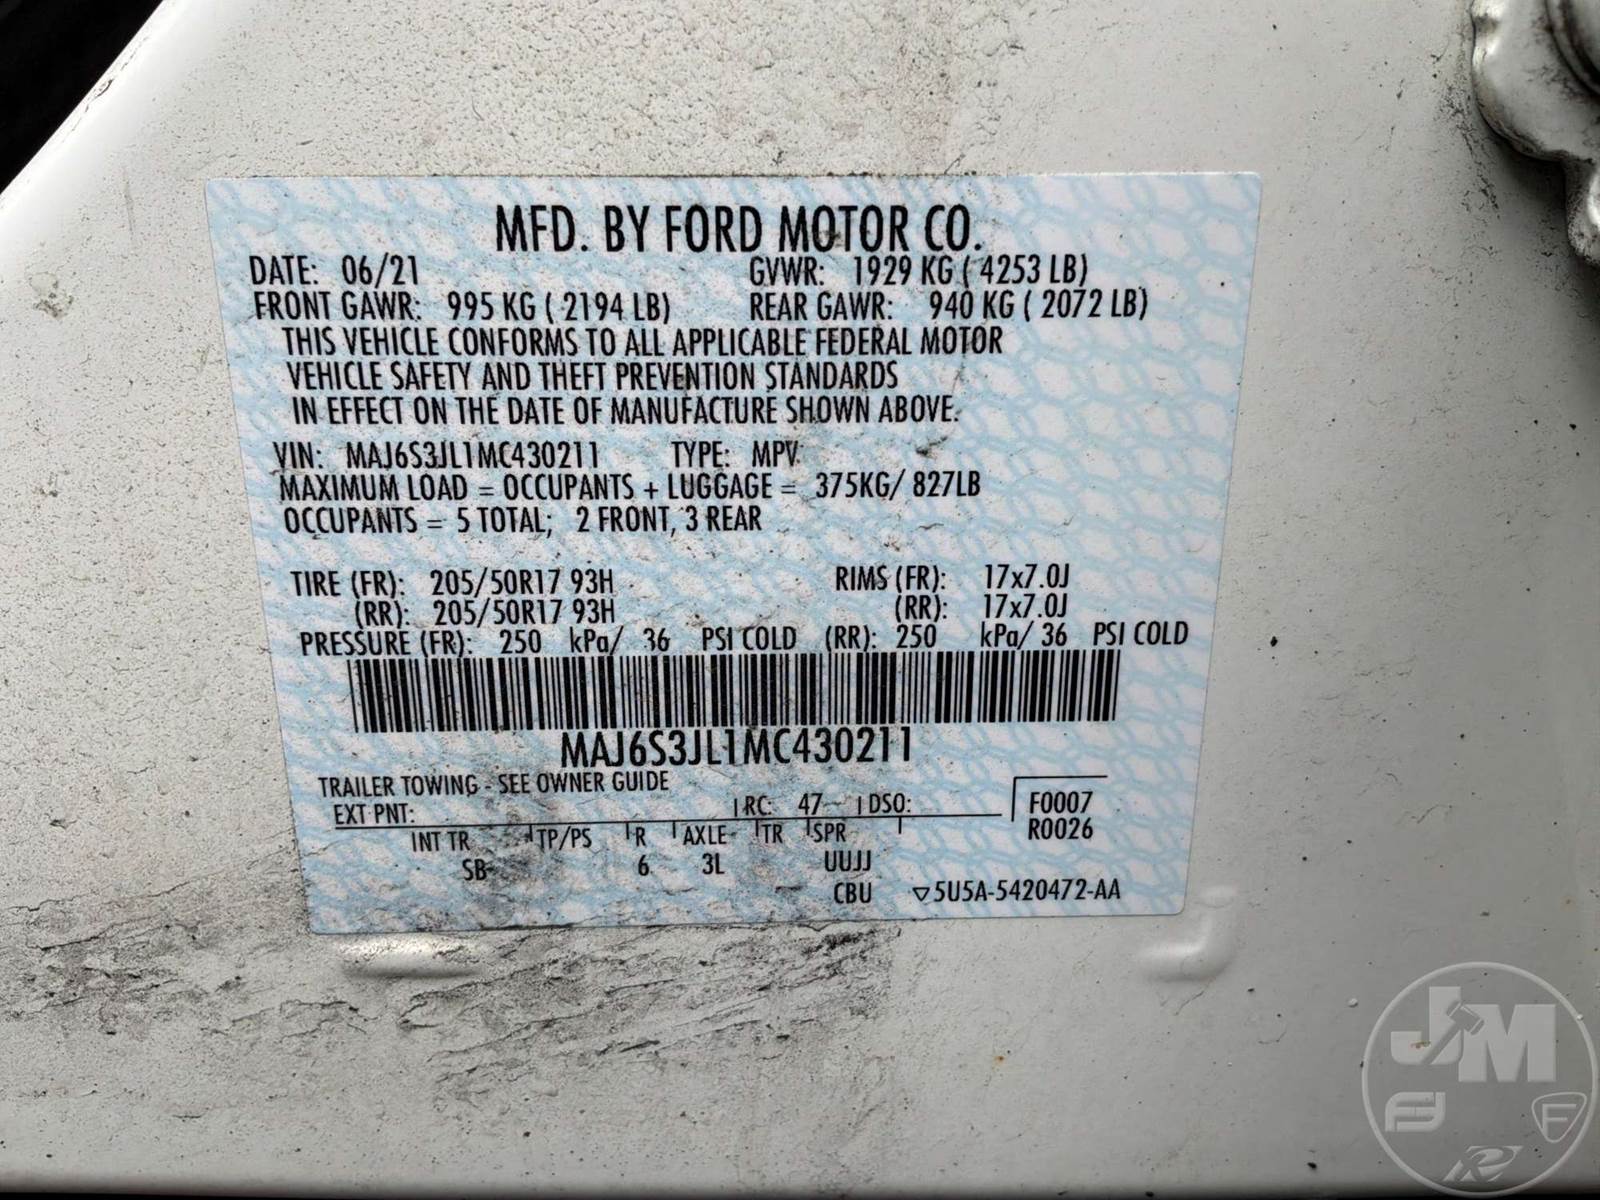 MFD. BY FORD MOTOR CO.
DATE: 06/21 GVWR: 1929 KG ( 4253 LB)
FRONT GAWR: 995 KG ( 2194 LB) REAR GAWR: 940 KG ( 2072 LB)
THIS VEHICLE CONFORMS TO ALL APPLICABLE FEDERAL MOTOR
VEHICLE SAFETY AND THEFT PREVENTION STANDARDS
IN EFFECT ON THE DATE OF MANUFACTURE SHOWN ABOVE.
VIN: MAJ6S3JL1MC430211 TYPE: MPV
MAXIMUM LOAD = OCCUPANTS + LUGGAGE = 375KG/ 827LB
OCCUPANTS = 5 TOTAL; 2 FRONT, 3 REAR
TIRE (FR): 205/50R17 93H RIMS (FR): 17x7.0J
(RR): 205/50R17 93H (RR): 17x7.0J
PRESSURE (FR): 250 kPa/ 36 PSI COLD (RR): 250 kPa/ 36 PSI COLD
MAJ6S3JL1MC430211
TRAILER TOWING - SEE OWNER GUIDE
EXT PNT: RC: 47 DSO: F0007
INT TR TP/PS R AXLE TR SPR R0026
SB 6 3L UUJJ
CBU ▽5U5A-5420472-AA
JM